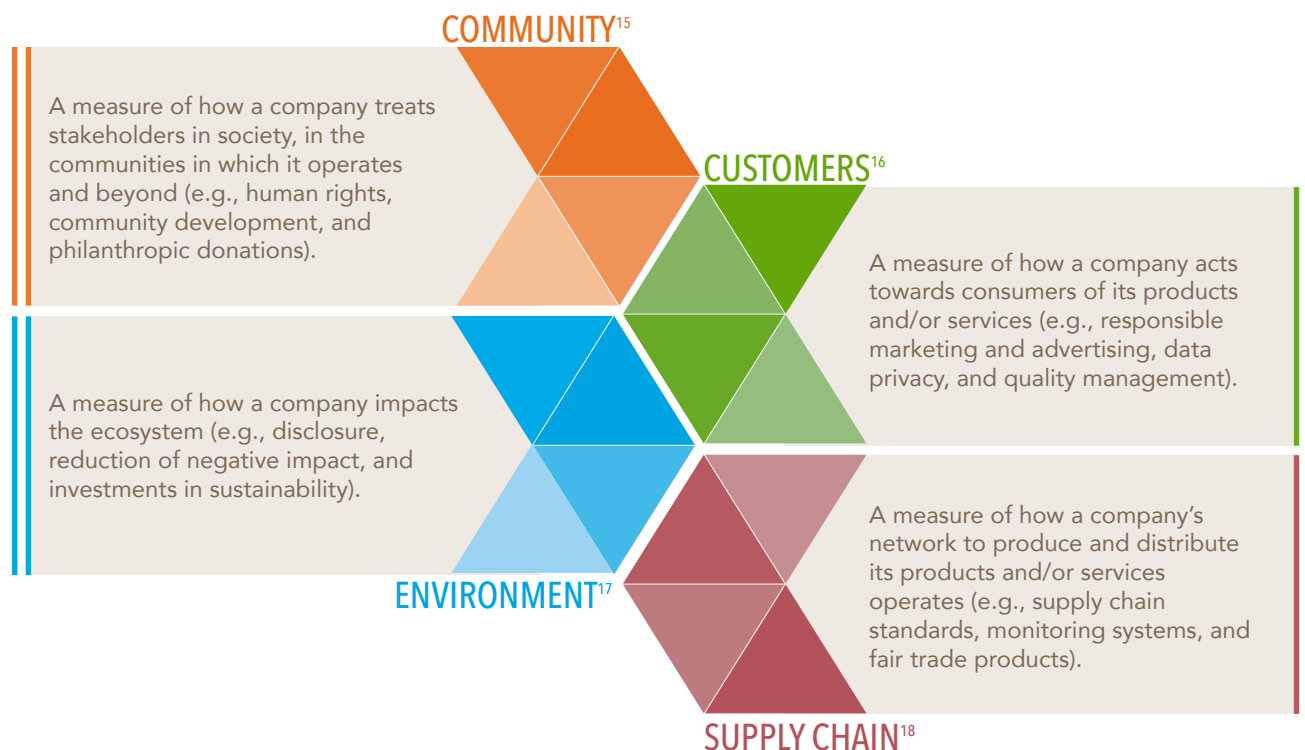 COMMUNITY15
A measure of how a company treats
stakeholders in society, in the
communities in which it operates
and beyond (e.g., human rights,
community development, and
philanthropic donations).
CUSTOMERS16
A measure of how a company acts
towards consumers of its products
and/or services (e.g., responsible
marketing and advertising, data
privacy, and quality management).
A measure of how a company impacts
the ecosystem (e.g., disclosure,
reduction of negative impact, and
investments in sustainability).
ENVIRONMENT17
A measure of how a company’s
network to produce and distribute
its products and/or services
operates (e.g., supply chain
standards, monitoring systems, and
fair trade products).
SUPPLY CHAIN18